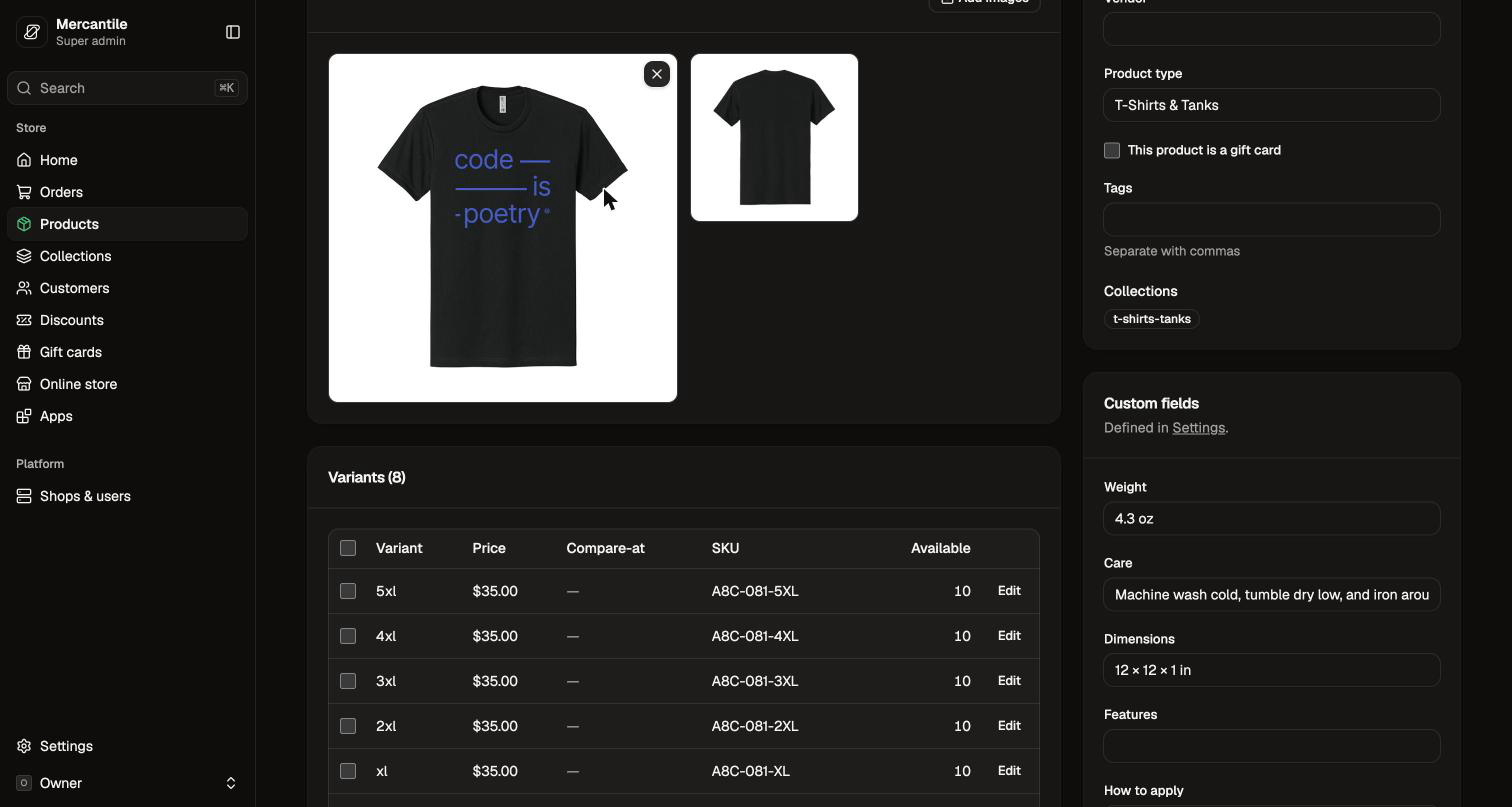 Mercantile
Super admin
Search
⌘K
Store
Home
Orders
Products
Collections
Customers
Discounts
Gift cards
Online store
Apps
Platform
Shops & users
Settings
O
Owner
Add images
code —
— is
-poetry
Variants (8)
Variant Price Compare-at SKU Available
5xl $35.00 — A8C-081-5XL 10 Edit
4xl $35.00 — A8C-081-4XL 10 Edit
3xl $35.00 — A8C-081-3XL 10 Edit
2xl $35.00 — A8C-081-2XL 10 Edit
xl $35.00 — A8C-081-XL 10 Edit
Vendor
Product type
T-Shirts & Tanks
This product is a gift card
Tags
Separate with commas
Collections
t-shirts-tanks
Custom fields
Defined in Settings.
Weight
4.3 oz
Care
Machine wash cold, tumble dry low, and iron arou
Dimensions
12 × 12 × 1 in
Features
How to apply